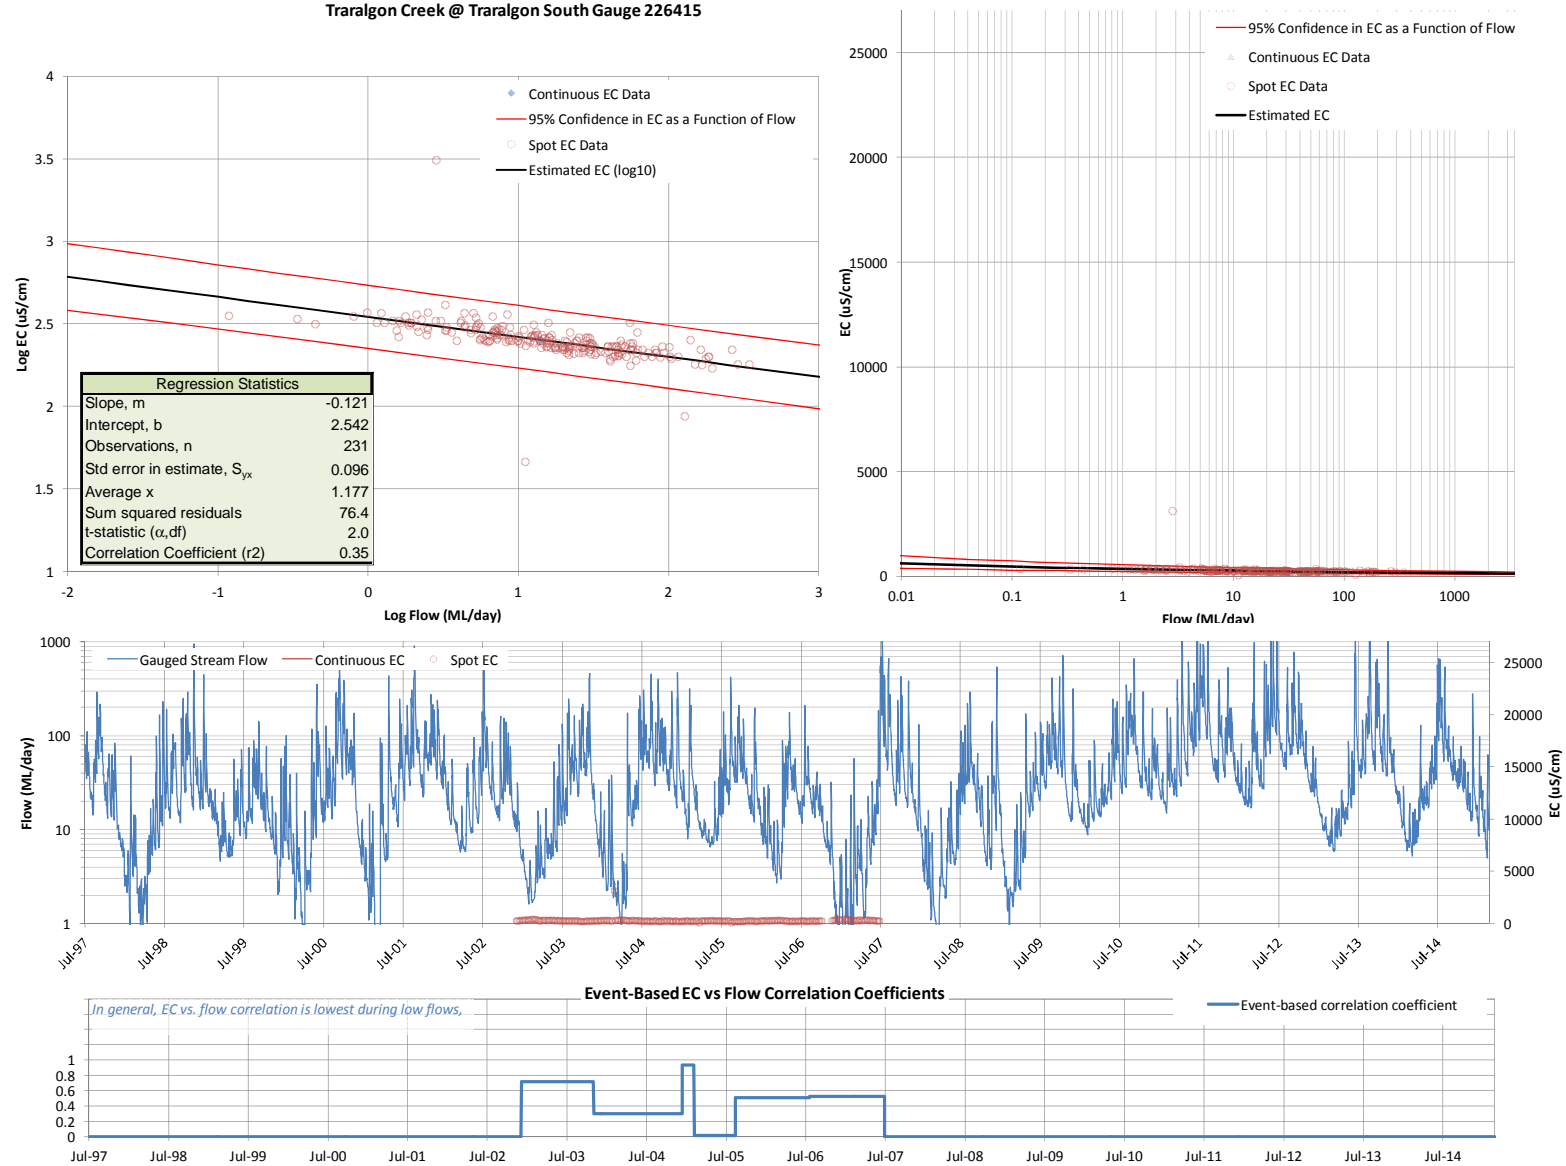 Traralgon Creek @ Traralgon South Gauge 226415
4
3.5
3
2.5
2
1.5
1
Log EC (uS/cm)
Continuous EC Data
95% Confidence in EC as a Function of Flow
Spot EC Data
Estimated EC (log10)
Regression Statistics
Slope, m -0.121
Intercept, b 2.542
Observations, n 231
Std error in estimate, Syx 0.096
Average x 1.177
Sum squared residuals 76.4
t-statistic (α,df) 2.0
Correlation Coefficient (r2) 0.35
-2 -1 0 1 2 3
Log Flow (ML/day)
95% Confidence in EC as a Function of Flow
Continuous EC Data
Spot EC Data
Estimated EC
25000
20000
15000
10000
5000
0
EC (uS/cm)
0.01 0.1 1 10 100 1000
Flow (ML/day)
Gauged Stream Flow Continuous EC Spot EC
1000
100
10
1
Flow (ML/day)
25000
20000
15000
10000
5000
0
EC (uS/cm)
Jul-97 Jul-98 Jul-99 Jul-00 Jul-01 Jul-02 Jul-03 Jul-04 Jul-05 Jul-06 Jul-07 Jul-08 Jul-09 Jul-10 Jul-11 Jul-12 Jul-13 Jul-14
Event-Based EC vs Flow Correlation Coefficients
In general, EC vs. flow correlation is lowest during low flows,
Event-based correlation coefficient
1
0.8
0.6
0.4
0.2
0
Jul-97 Jul-98 Jul-99 Jul-00 Jul-01 Jul-02 Jul-03 Jul-04 Jul-05 Jul-06 Jul-07 Jul-08 Jul-09 Jul-10 Jul-11 Jul-12 Jul-13 Jul-14